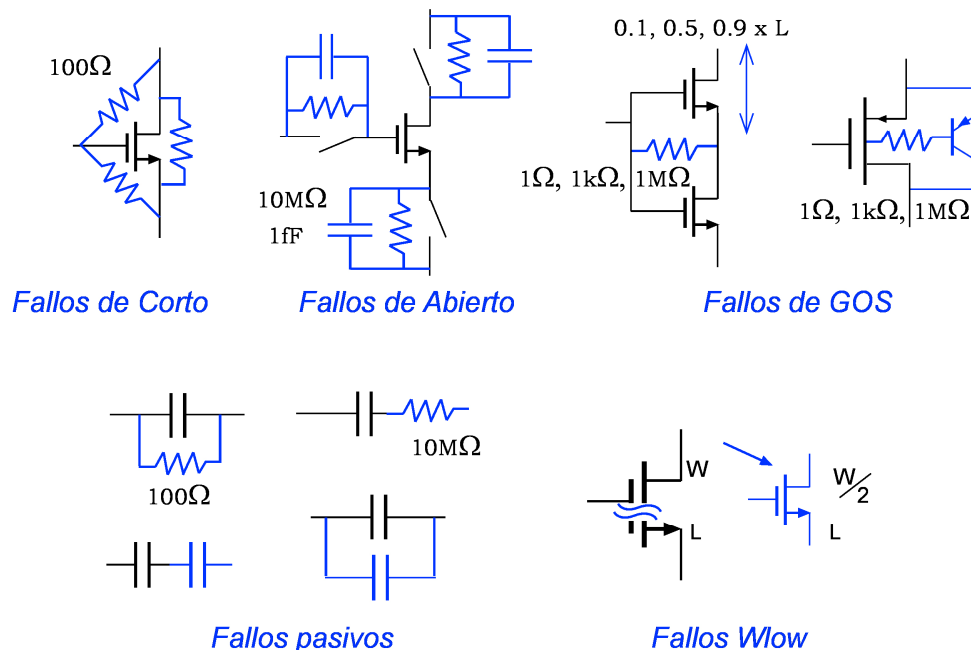 100Ω
Fallos de Corto
10MΩ
1fF
Fallos de Abierto
0.1, 0.5, 0.9 x L
1Ω, 1kΩ, 1MΩ
1Ω, 1kΩ, 1MΩ
Fallos de GOS
100Ω
10MΩ
Fallos pasivos
W
L
W/2
L
Fallos Wlow